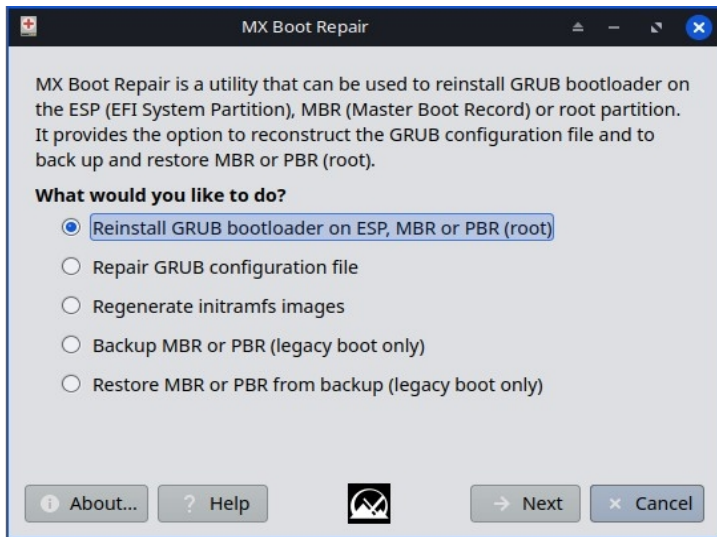 MX Boot Repair
MX Boot Repair is a utility that can be used to reinstall GRUB bootloader on
the ESP (EFI System Partition), MBR (Master Boot Record) or root partition.
It provides the option to reconstruct the GRUB configuration file and to
back up and restore MBR or PBR (root).
What would you like to do?
Reinstall GRUB bootloader on ESP, MBR or PBR (root)
Repair GRUB configuration file
Regenerate initramfs images
Backup MBR or PBR (legacy boot only)
Restore MBR or PBR from backup (legacy boot only)
About... Help Next Cancel